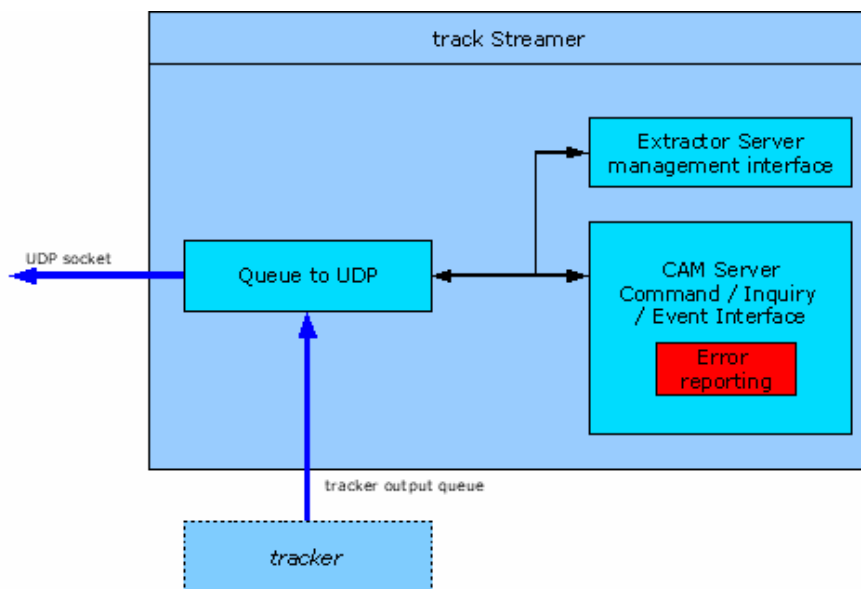 track Streamer
Extractor Server
management interface
UDP socket
Queue to UDP
CAM Server
Command / Inquiry
/ Event Interface
Error
reporting
tracker output queue
tracker